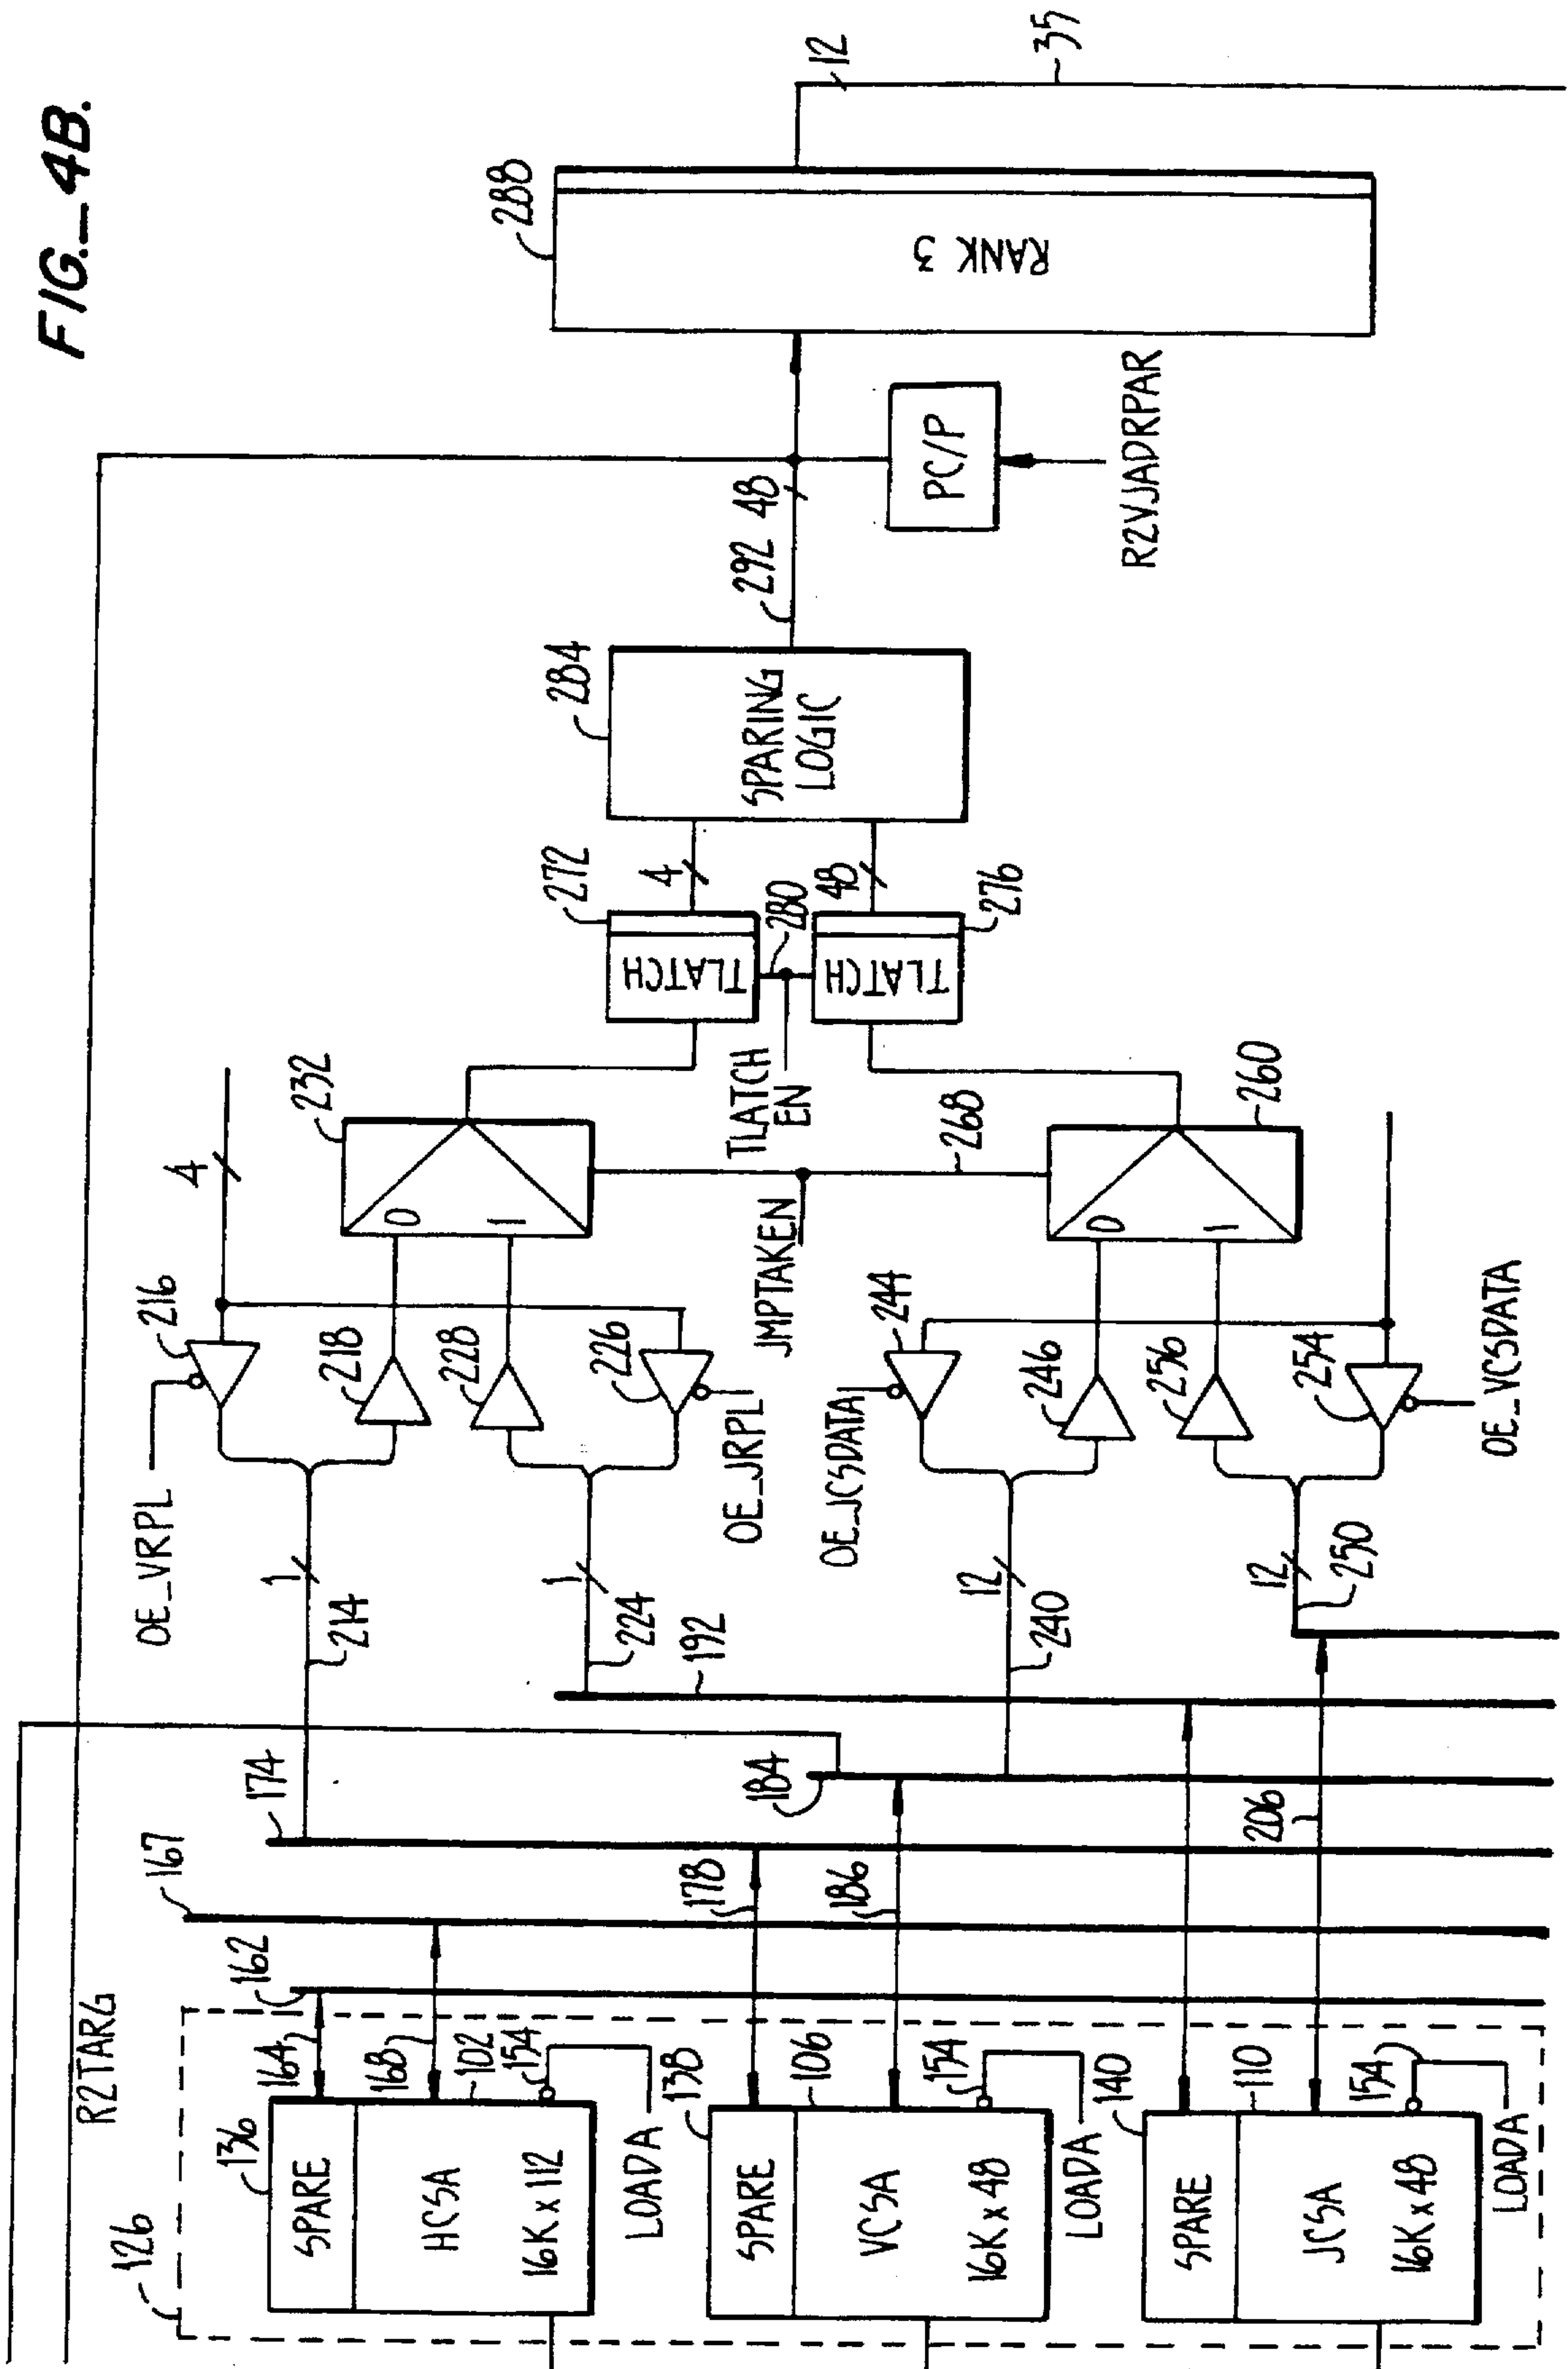 FIG._4B.
R2TARG
126
136
SPARE
HCSA
16K x 112
164
162
168
102
154
LOADA
167
174
138
SPARE
VCSA
16K x 48
178
106
186
154
LOADA
184
140
SPARE
JCSA
16K x 48
110
206
154
LOADA
192
OE_VRPL
1
214
216
4
218
228
1
224
226
OE_JRPL
232
0
1
JMPTAKEN
268
OE_JCSDATA
244
12
240
246
256
12
250
254
OE_VCSDATA
0
1
260
TLATCH
EN
272
TLATCH
4
280
TLATCH
48
276
284
SPARING
LOGIC
292
48
PC/P
R2VJADRPAR
288
RANK 3
12
35